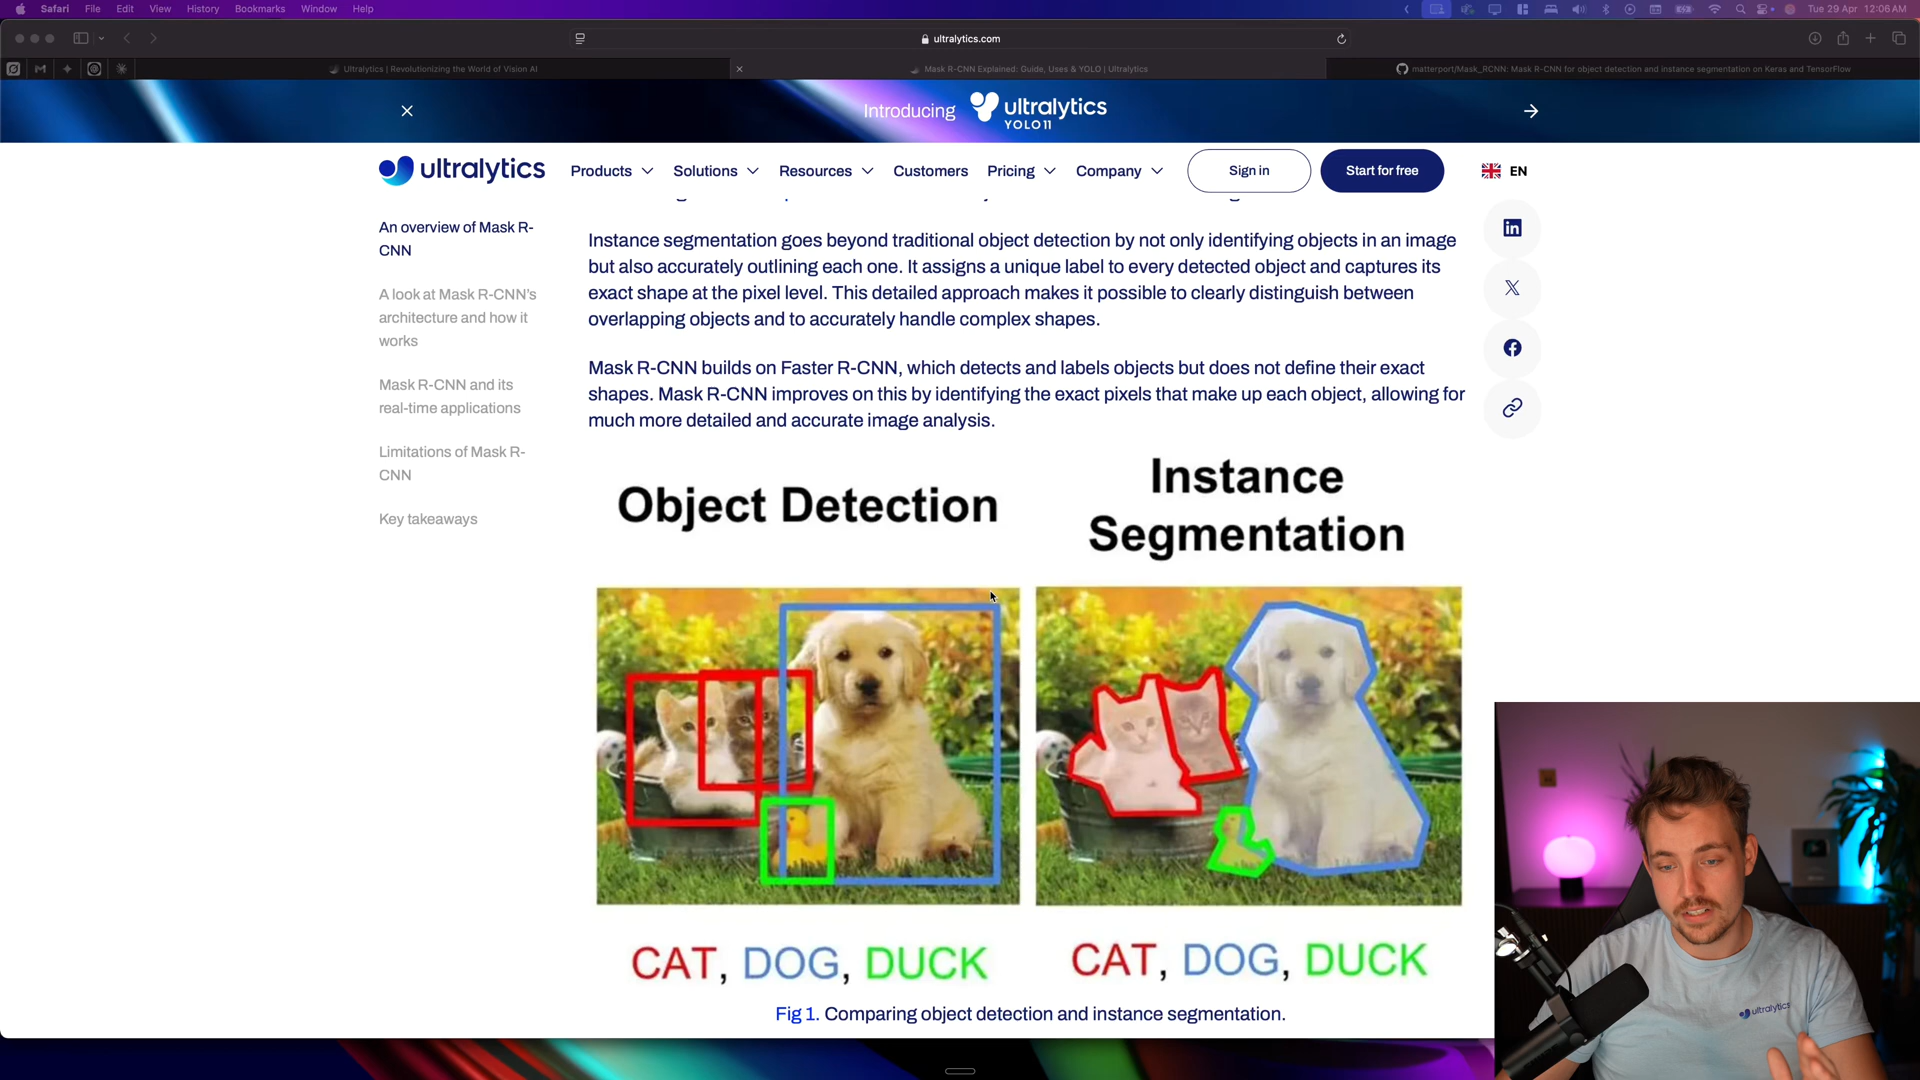 Safari File Edit View History Bookmarks Window Help
Tue 29 Apr 12:06 AM
ultralytics.com
Ultralytics | Revolutionizing the World of Vision AI
Mask R-CNN Explained: Guide, Uses & YOLO | Ultralytics
matterport/Mask_RCNN: Mask R-CNN for object detection and instance segmentation on Keras and TensorFlow
Introducing ultralytics
YOLO11
ultralytics Products Solutions Resources Customers Pricing Company Sign in Start for free EN
An overview of Mask R-
CNN
A look at Mask R-CNN's
architecture and how it
works
Mask R-CNN and its
real-time applications
Limitations of Mask R-
CNN
Key takeaways
Instance segmentation goes beyond traditional object detection by not only identifying objects in an image
but also accurately outlining each one. It assigns a unique label to every detected object and captures its
exact shape at the pixel level. This detailed approach makes it possible to clearly distinguish between
overlapping objects and to accurately handle complex shapes.
Mask R-CNN builds on Faster R-CNN, which detects and labels objects but does not define their exact
shapes. Mask R-CNN improves on this by identifying the exact pixels that make up each object, allowing for
much more detailed and accurate image analysis.
Object Detection
Instance
Segmentation
CAT, DOG, DUCK
CAT, DOG, DUCK
Fig 1. Comparing object detection and instance segmentation.
ultralytics